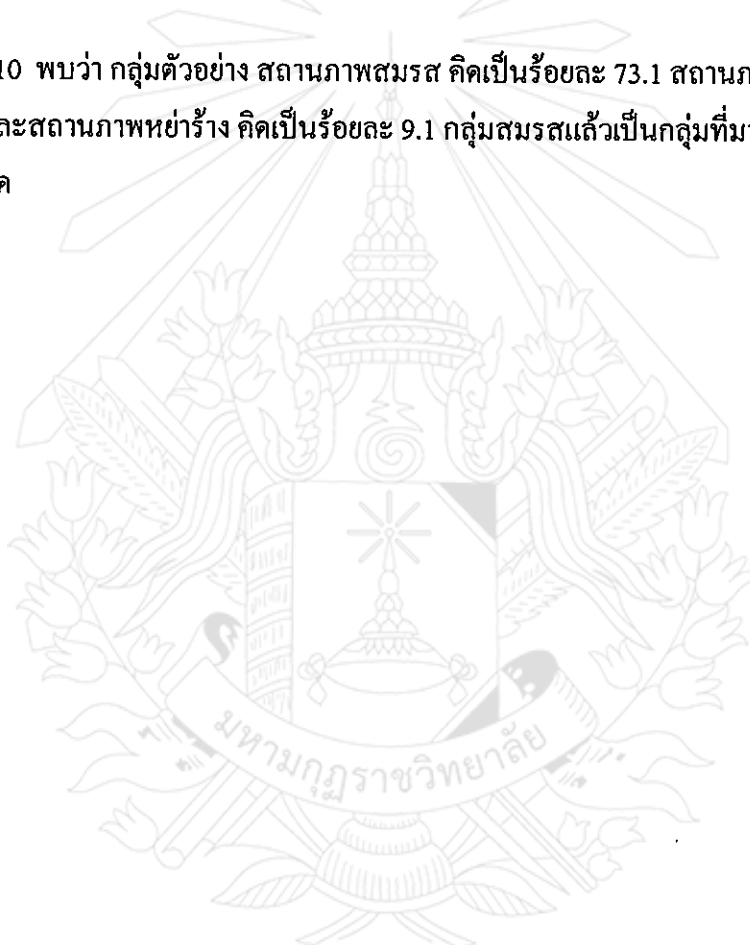 10 พบว่า กลุ่มตัวอย่าง สถานภาพสมรส คิดเป็นร้อยละ 73.1 สถานภ
ละสถานภาพหย่าร้าง คิดเป็นร้อยละ 9.1 กลุ่มสมรสแล้วเป็นกลุ่มที่มา
ด
มหามกุฏราชวิทยาลัย